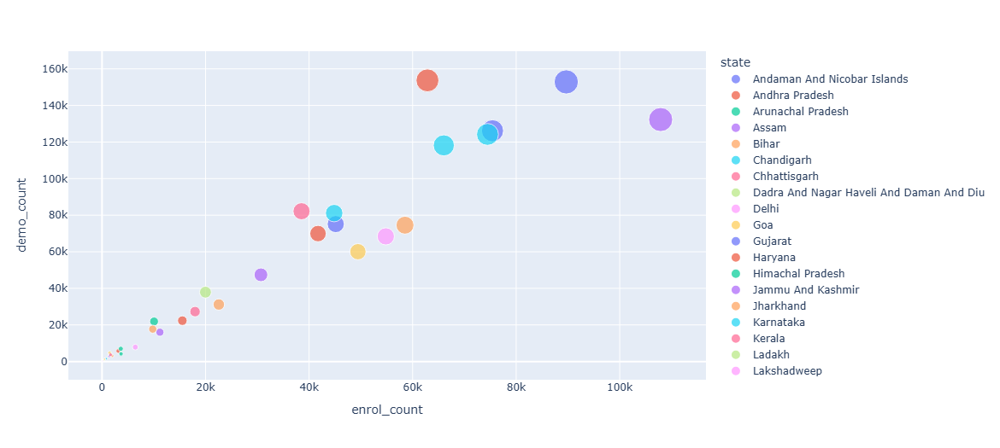 state
Andaman And Nicobar Islands
Andhra Pradesh
Arunachal Pradesh
Assam
Bihar
Chandigarh
Chhattisgarh
Dadra And Nagar Haveli And Daman And Diu
Delhi
Goa
Gujarat
Haryana
Himachal Pradesh
Jammu And Kashmir
Jharkhand
Karnataka
Kerala
Ladakh
Lakshadweep
demo_count
160k
140k
120k
100k
80k
60k
40k
20k
0
0 20k 40k 60k 80k 100k
enrol_count